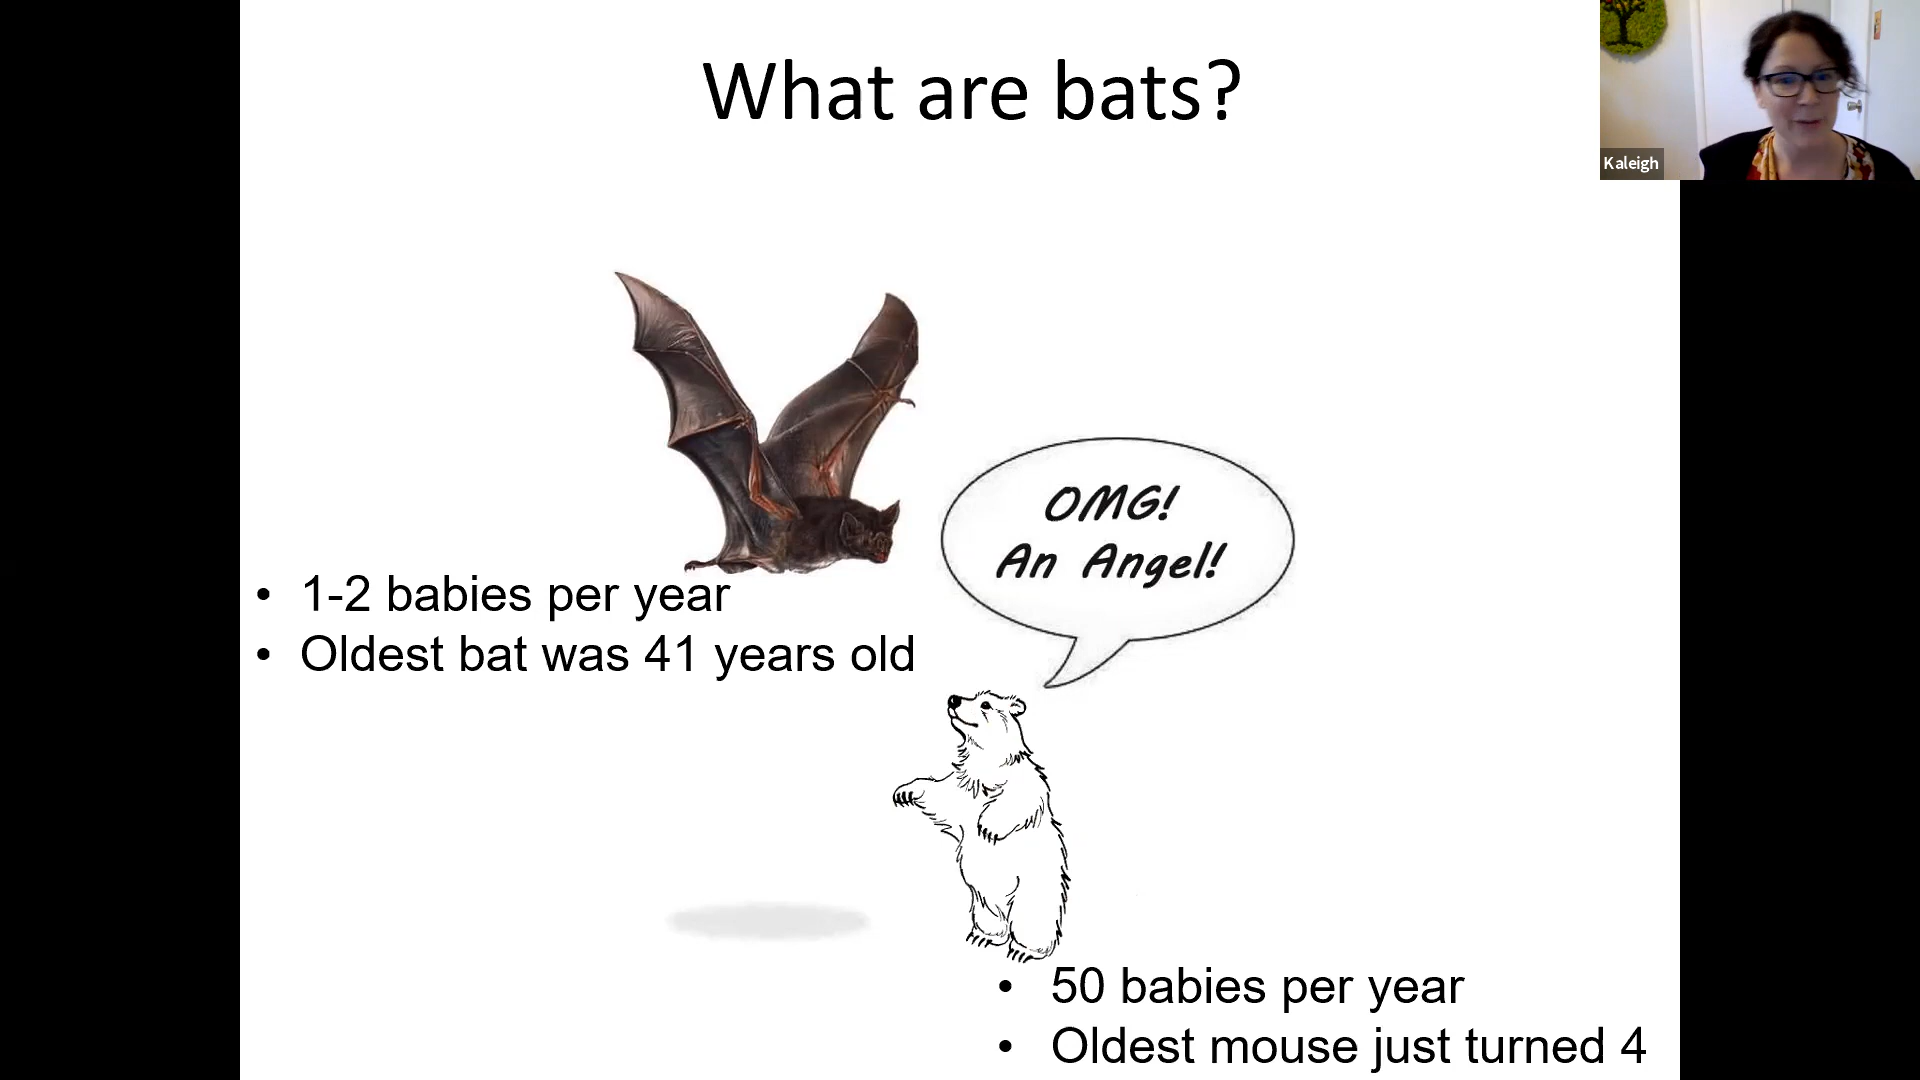 What are bats?
Kaleigh
OMG!
An Angel!
• 1-2 babies per year
• Oldest bat was 41 years old
• 50 babies per year
• Oldest mouse just turned 4